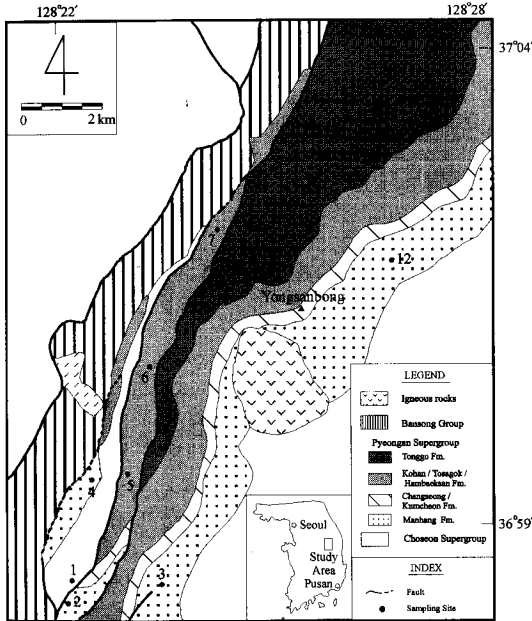 128°22'
128°28'
37°04'
0 2 km
7
12
Yongsanbong
6
4
5
1
2
3
36°59'
LEGEND
Igneous rocks
Bansong Group
Pyeongan Supergroup
Tonggo Fm.
Kohan / Tosagok /
Hambaeksan Fm.
Changseong /
Kumcheon Fm.
Manhang Fm.
Choseon Supergroup
INDEX
Fault
Sampling Site
Seoul
Study
Area
Pusan